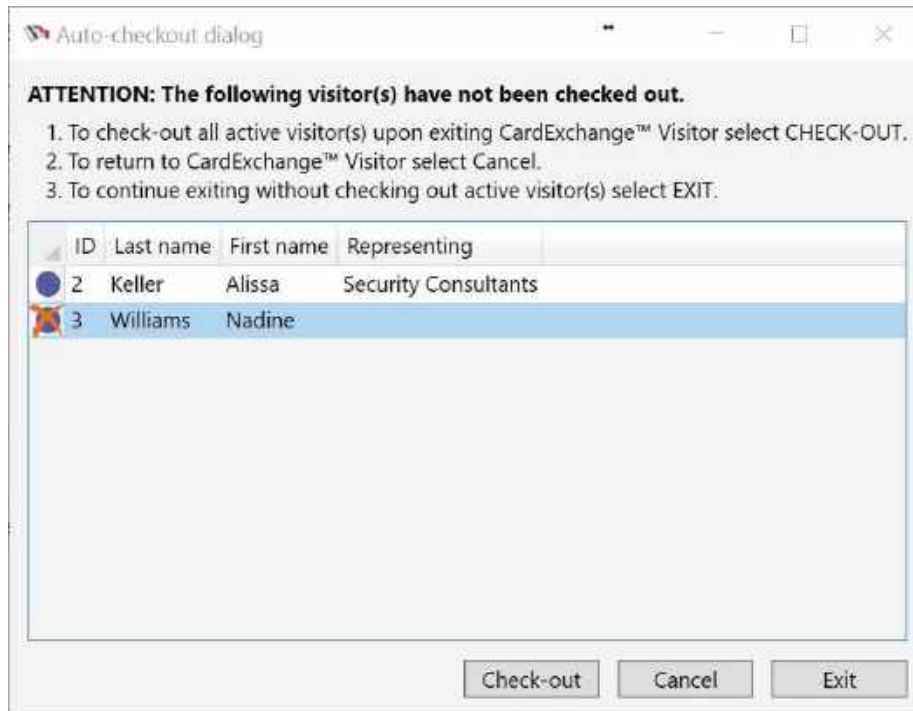 Auto-checkout dialog
ATTENTION: The following visitor(s) have not been checked out.
1. To check-out all active visitor(s) upon exiting CardExchange™ Visitor select CHECK-OUT.
2. To return to CardExchange™ Visitor select Cancel.
3. To continue exiting without checking out active visitor(s) select EXIT.
ID Last name First name Representing
2 Keller Alissa Security Consultants
3 Williams Nadine
Check-out Cancel Exit